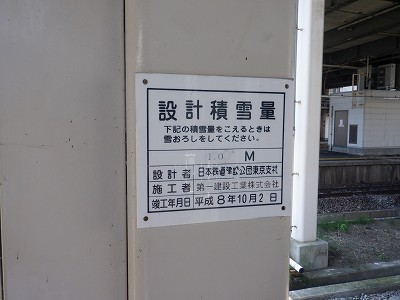 設計積雪量
下記の積雪量をこえるときは
雪おろしをしてください。
M
設計者 日本鉄道建設公団東京支社
施工者 第一建設工業株式会社
竣工年月日 平成8年10月2日